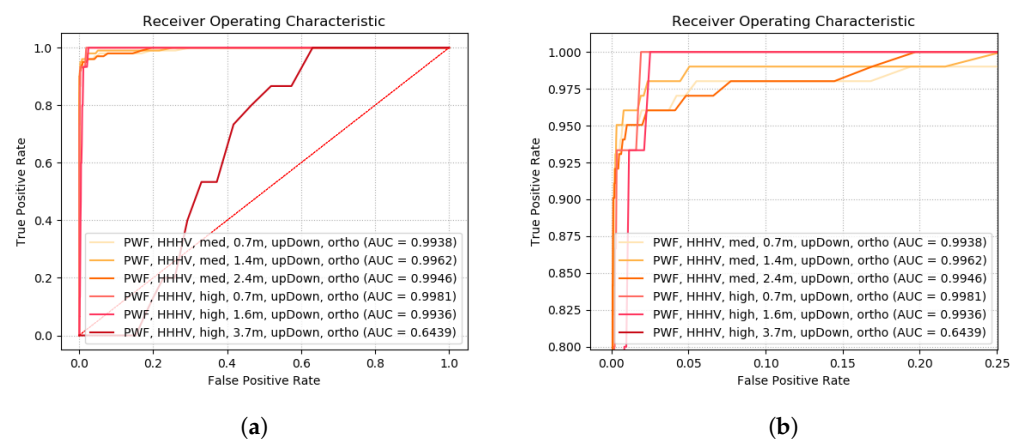 Receiver Operating Characteristic
1.0
0.8
0.6
0.4
0.2
0.0
True Positive Rate
PWF, HHHV, med, 0.7m, upDown, ortho (AUC = 0.9938)
PWF, HHHV, med, 1.4m, upDown, ortho (AUC = 0.9962)
PWF, HHHV, med, 2.4m, upDown, ortho (AUC = 0.9946)
PWF, HHHV, high, 0.7m, upDown, ortho (AUC = 0.9981)
PWF, HHHV, high, 1.6m, upDown, ortho (AUC = 0.9936)
PWF, HHHV, high, 3.7m, upDown, ortho (AUC = 0.6439)
0.0 0.2 0.4 0.6 0.8 1.0
False Positive Rate
(a)
Receiver Operating Characteristic
1.000
0.975
0.950
0.925
0.900
0.875
0.850
0.825
0.800
True Positive Rate
PWF, HHHV, med, 0.7m, upDown, ortho (AUC = 0.9938)
PWF, HHHV, med, 1.4m, upDown, ortho (AUC = 0.9962)
PWF, HHHV, med, 2.4m, upDown, ortho (AUC = 0.9946)
PWF, HHHV, high, 0.7m, upDown, ortho (AUC = 0.9981)
PWF, HHHV, high, 1.6m, upDown, ortho (AUC = 0.9936)
PWF, HHHV, high, 3.7m, upDown, ortho (AUC = 0.6439)
0.00 0.05 0.10 0.15 0.20 0.25
False Positive Rate
(b)